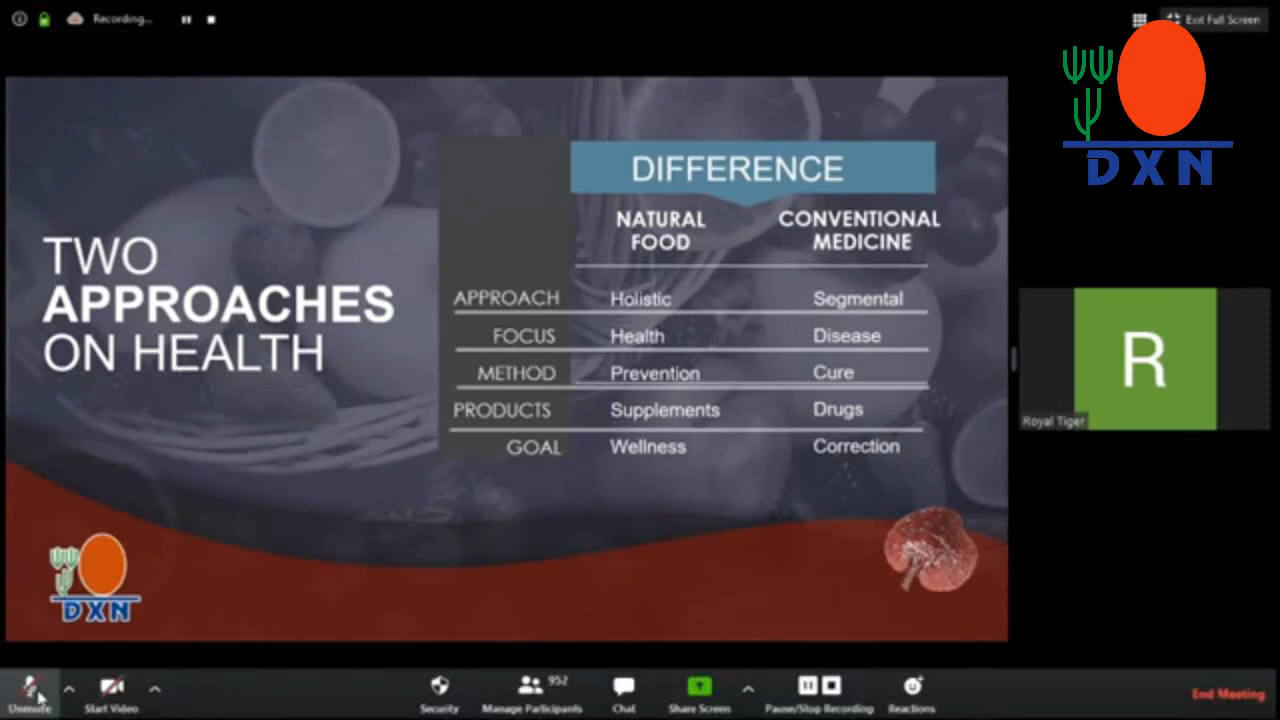 Recording...
Exit Full Screen
DXN
DIFFERENCE
NATURAL FOOD
CONVENTIONAL MEDICINE
TWO
APPROACHES
ON HEALTH
APPROACH Holistic Segmental
FOCUS Health Disease
METHOD Prevention Cure
PRODUCTS Supplements Drugs
GOAL Wellness Correction
R
Royal Tiger
DXN
Unmute
Start Video
Security
Manage Participants 952
Chat
Share Screen
Pause/Stop Recording
Reactions
End Meeting